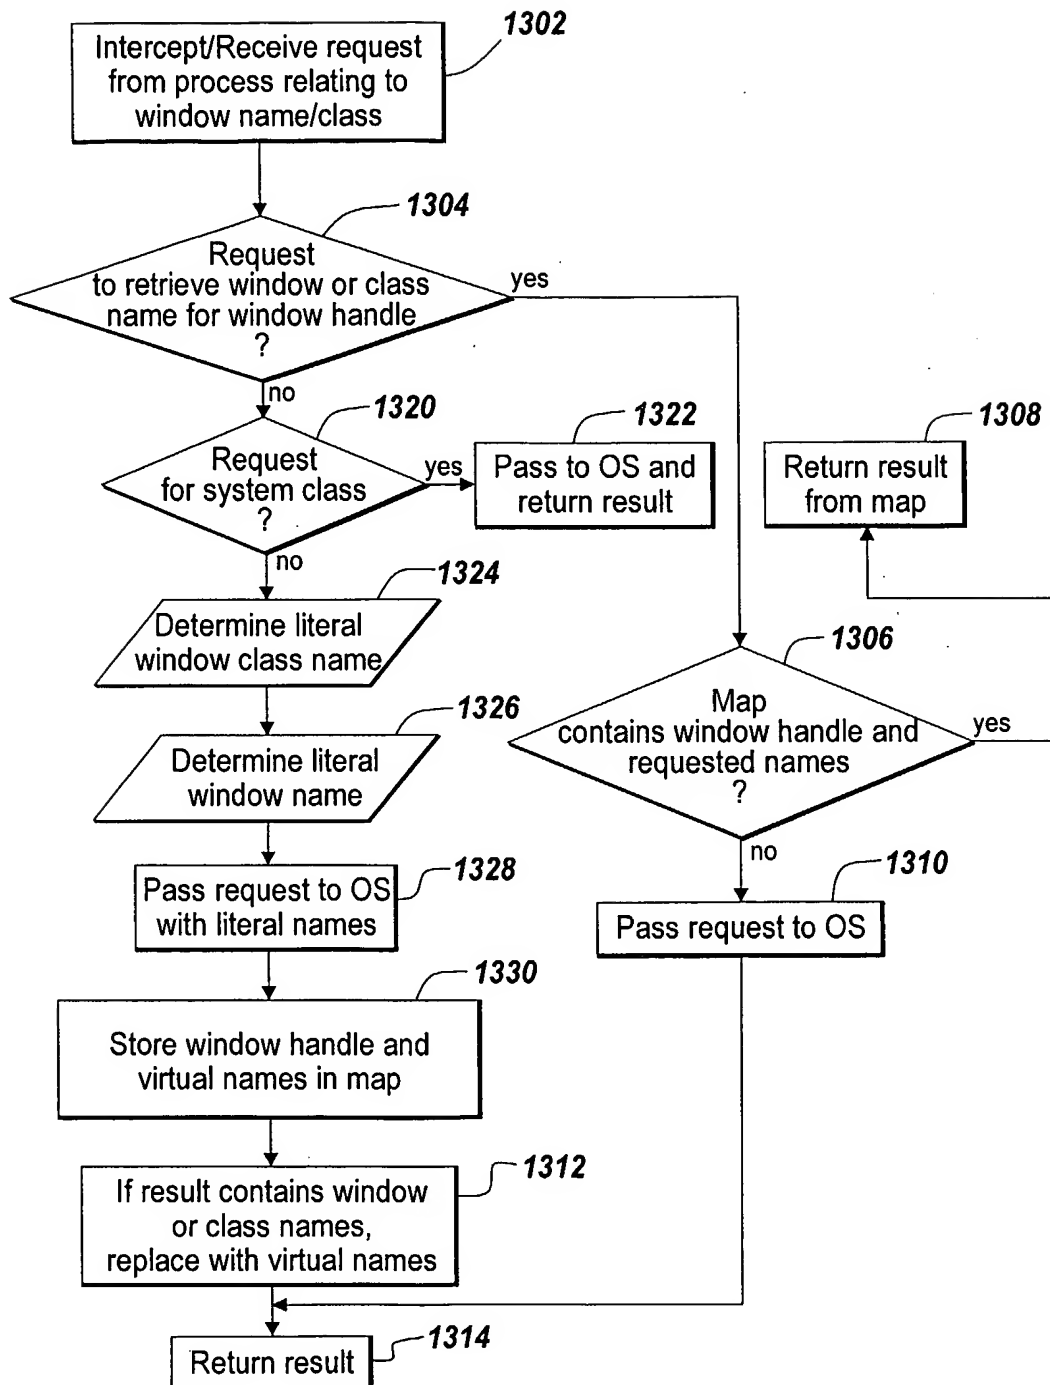 1302
Intercept/Receive request
from process relating to
window name/class
1304
Request
to retrieve window or class
name for window handle
?
yes
no
1320
Request
for system class
?
yes
no
1322
Pass to OS and
return result
1308
Return result
from map
1324
Determine literal
window class name
1306
Map
contains window handle and
requested names
?
yes
no
1326
Determine literal
window name
1328
Pass request to OS
with literal names
1310
Pass request to OS
1330
Store window handle and
virtual names in map
1312
If result contains window
or class names,
replace with virtual names
1314
Return result